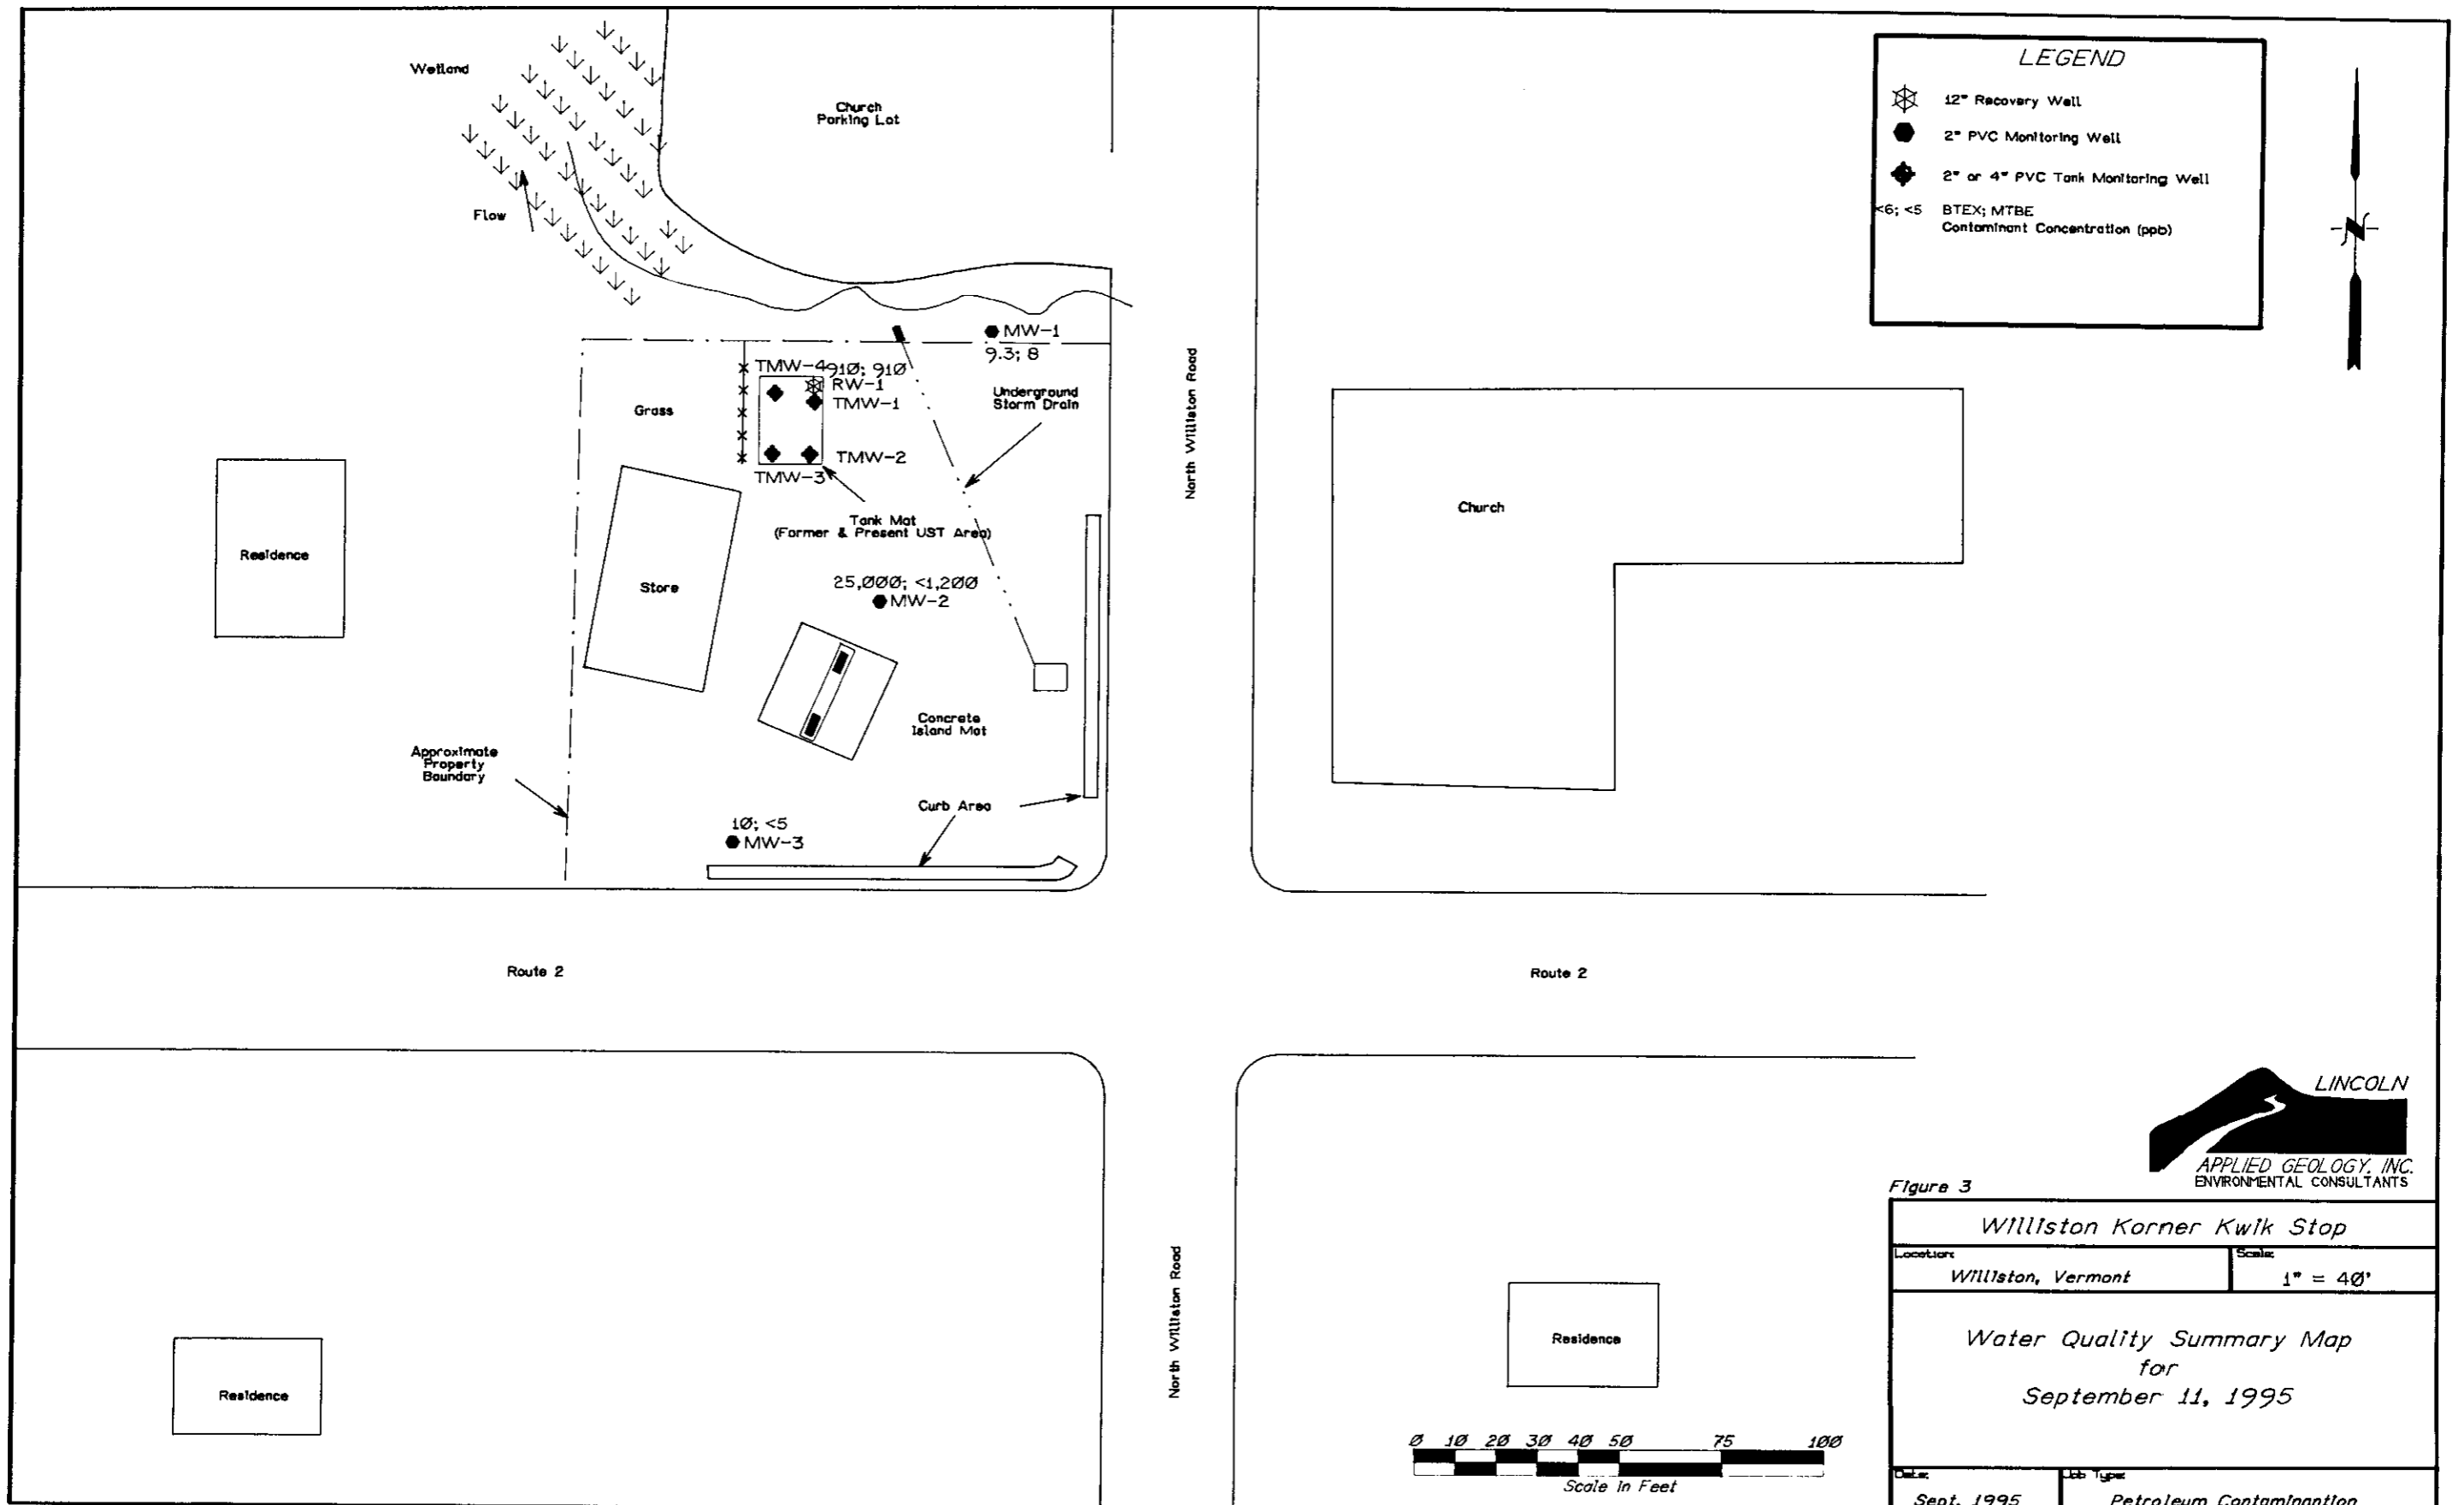 Wetland
Church
Parking Lot
Flow
LEGEND
12" Recovery Well
2" PVC Monitoring Well
2" or 4" PVC Tank Monitoring Well
<6; <5 BTEX; MTBE
Contaminant Concentration (ppb)
N
MW-1
9.3; 8
TMW-4
910; 910
RW-1
TMW-1
TMW-2
TMW-3
Grass
Underground
Storm Drain
North Williston Road
Tank Mat
(Former & Present UST Area)
Residence
Store
Church
25,000; <1,200
MW-2
Concrete
Island Mat
Approximate
Property
Boundary
Curb Area
10; <5
MW-3
Route 2
Route 2
North Williston Road
Residence
Residence
0 10 20 30 40 50 75 100
Scale in Feet
LINCOLN
APPLIED GEOLOGY, INC.
ENVIRONMENTAL CONSULTANTS
Figure 3
Williston Korner Kwik Stop
Location:
Williston, Vermont
Scale:
1" = 40'
Water Quality Summary Map
for
September 11, 1995
Date:
Sept. 1995
Job Type:
Petroleum Contaminantion